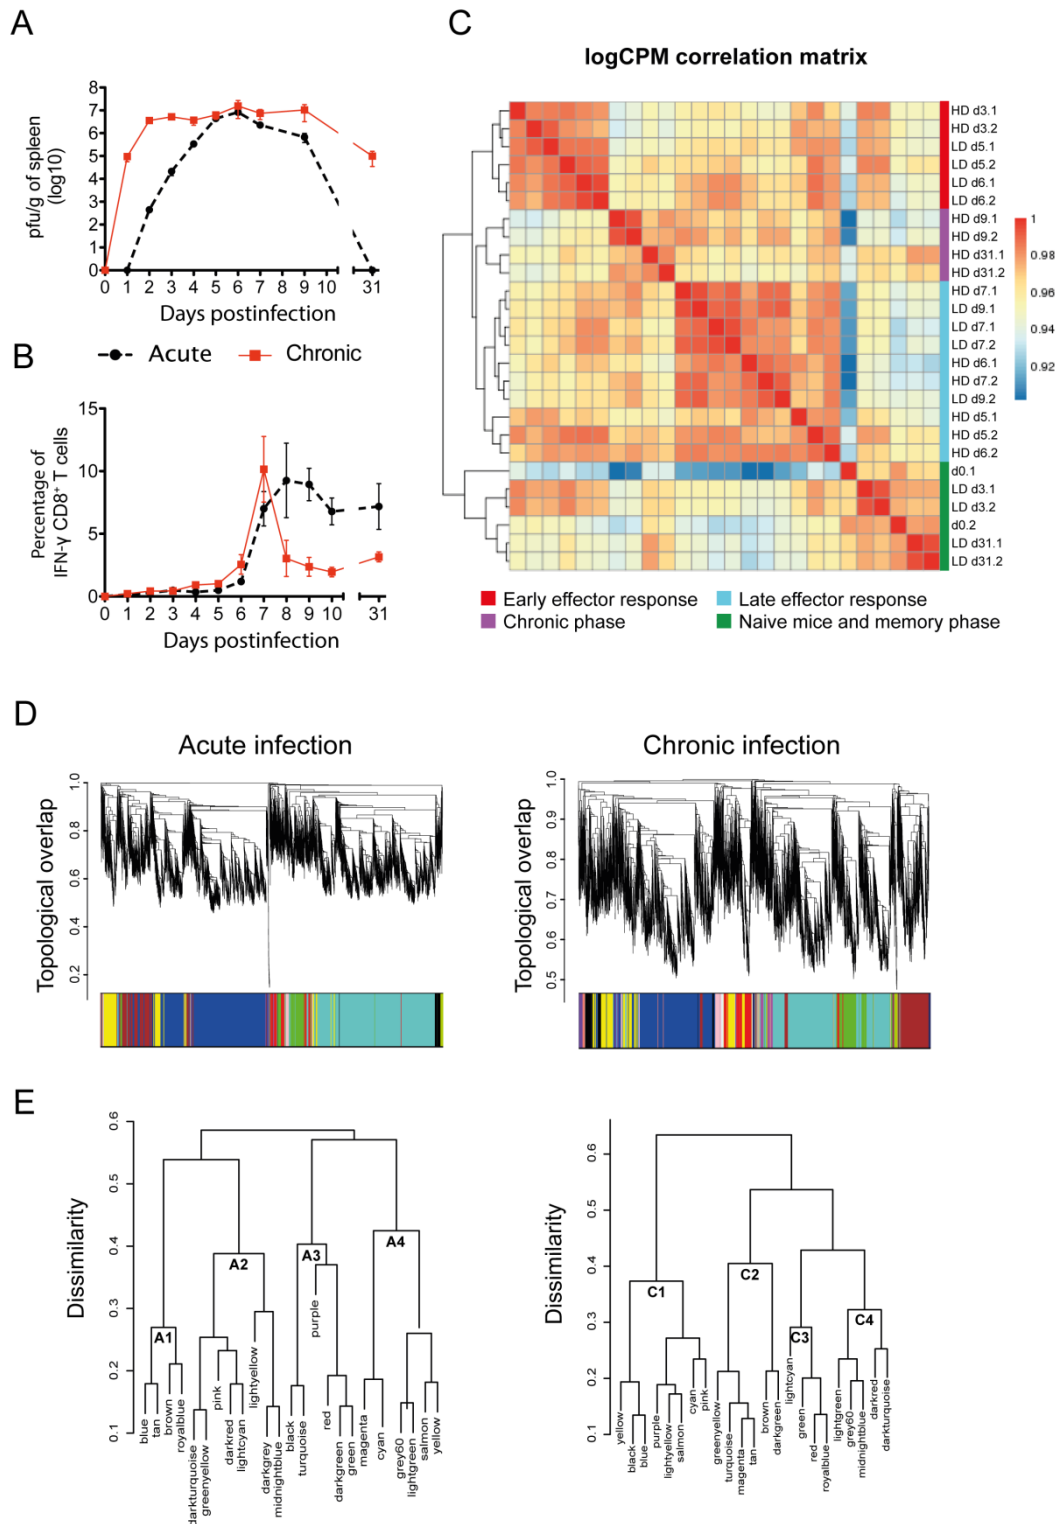 A
8
7
6
5
4
3
2
1
0
pfu/g of spleen
(log10)
0 1 2 3 4 5 6 7 8 9 10 31
Days postinfection
Acute Chronic
B
15
10
5
0
Percentage of
IFN-γ CD8⁺ T cells
0 1 2 3 4 5 6 7 8 9 10 31
Days postinfection
C
logCPM correlation matrix
HD d3.1
HD d3.2
LD d5.1
LD d5.2
LD d6.1
LD d6.2
HD d9.1
HD d9.2
HD d31.1
HD d31.2
HD d7.1
LD d9.1
LD d7.1
LD d7.2
HD d6.1
HD d7.2
LD d9.2
HD d5.1
HD d5.2
HD d6.2
d0.1
LD d3.1
LD d3.2
d0.2
LD d31.1
LD d31.2
1
0.98
0.96
0.94
0.92
Early effector response
Late effector response
Chronic phase
Naive mice and memory phase
D
Acute infection
Topological overlap
1.0
0.8
0.6
0.4
0.2
Chronic infection
Topological overlap
1.0
0.9
0.8
0.7
0.6
0.5
E
Dissimilarity
0.6
0.5
0.4
0.3
0.2
0.1
A1
A2
A3
A4
blue
tan
brown
royalblue
darkturquoise
greenyellow
pink
darkred
lightcyan
lightyellow
darkgrey
midnightblue
black
turquoise
purple
red
darkgreen
green
magenta
cyan
grey60
lightgreen
salmon
yellow
Dissimilarity
0.6
0.5
0.4
0.3
0.2
0.1
C1
C2
C3
C4
yellow
black
blue
purple
lightyellow
salmon
cyan
pink
greenyellow
turquoise
magenta
tan
brown
darkgreen
lightcyan
green
red
royalblue
lightgreen
grey60
midnightblue
darkred
darkturquoise